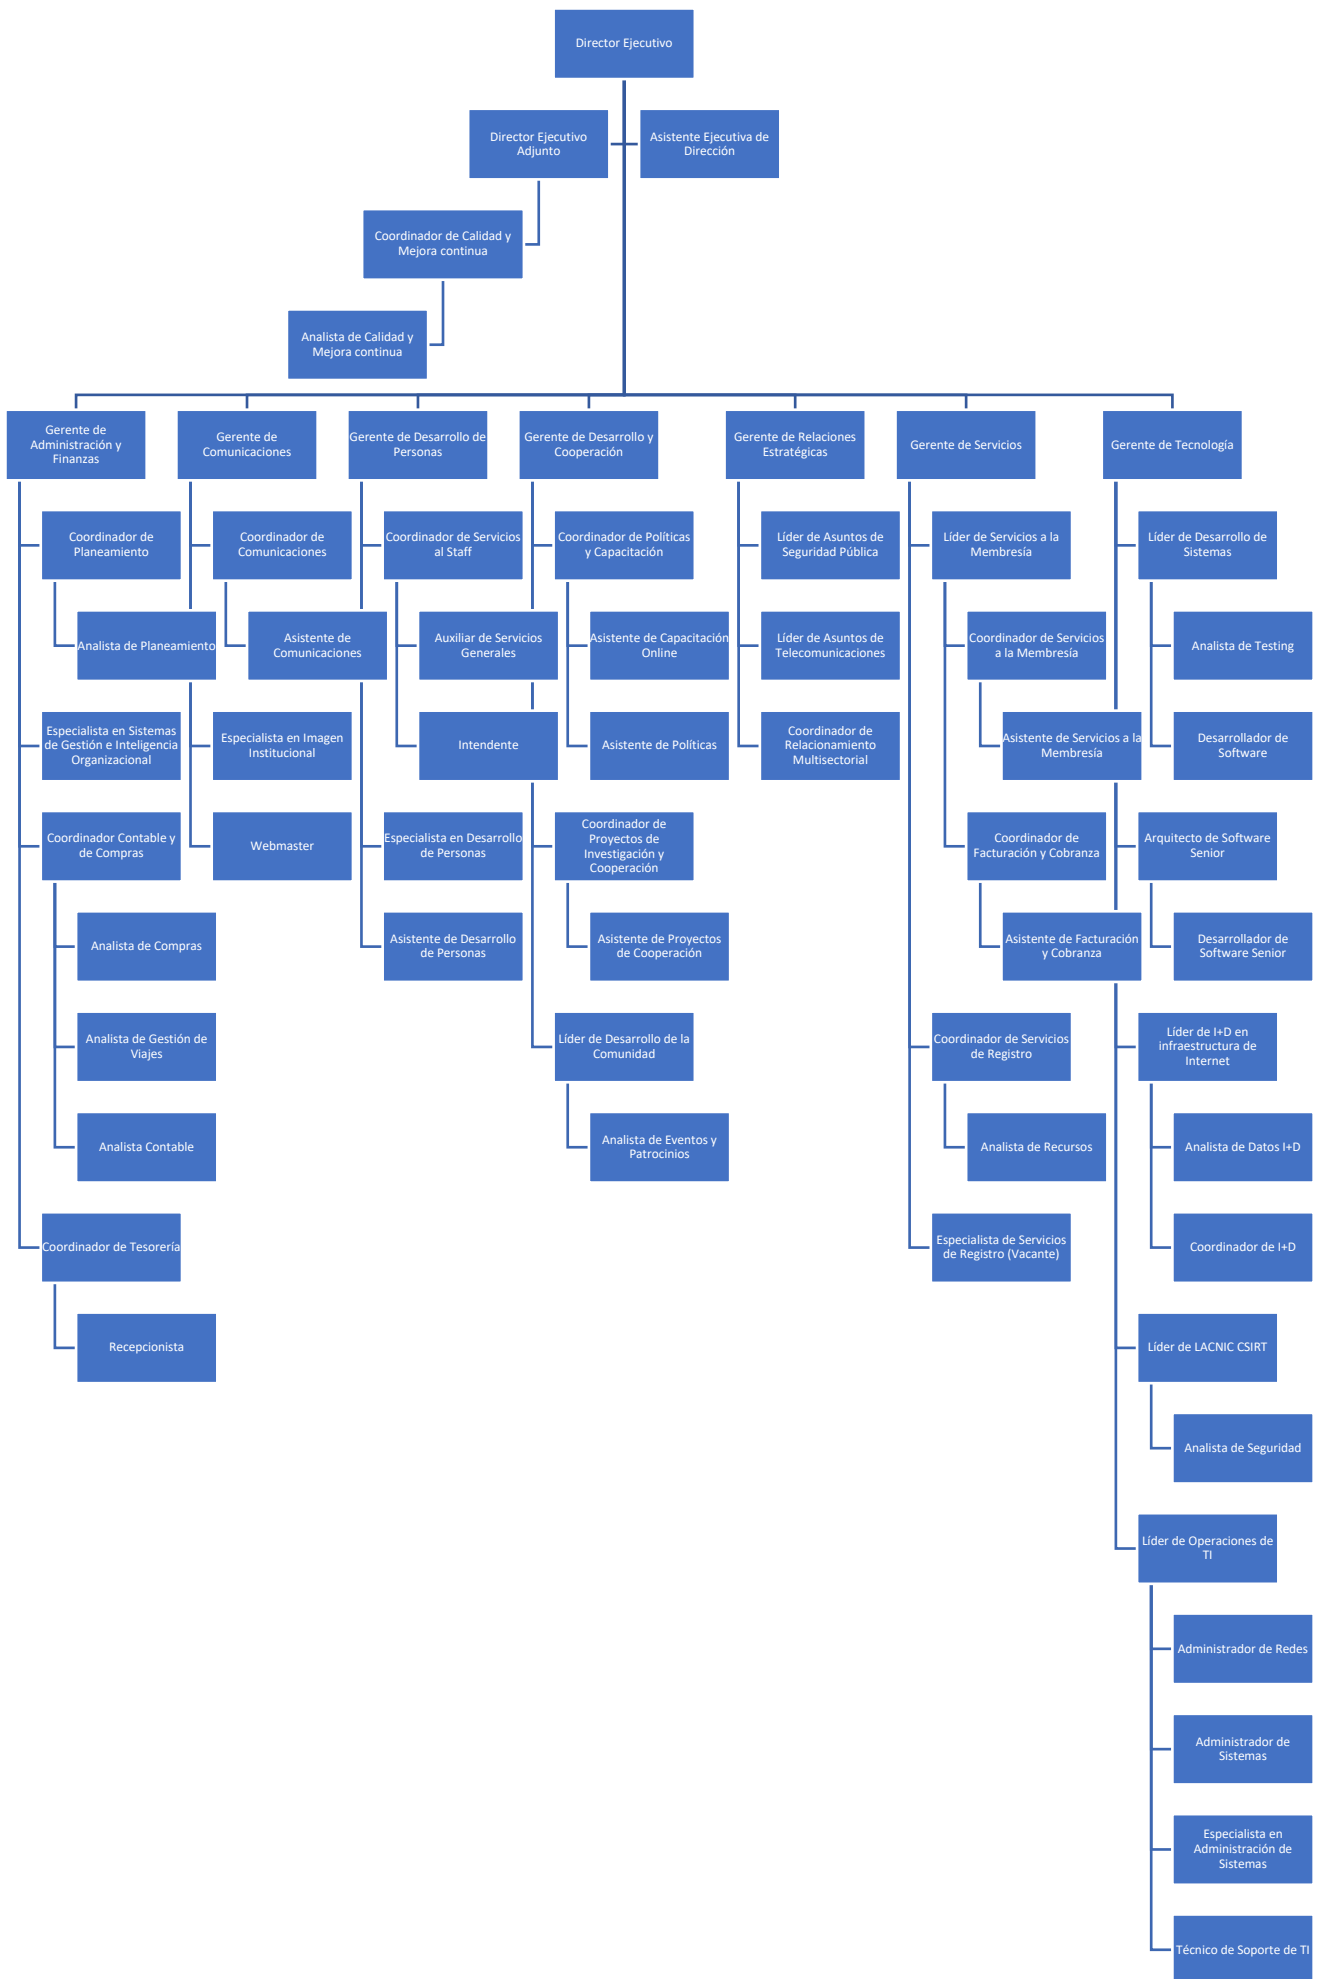 Director Ejecutivo
Director Ejecutivo
Adjunto
Asistente Ejecutiva de
Dirección
Coordinador de Calidad y
Mejora continua
Analista de Calidad y
Mejora continua
Gerente de
Administración y
Finanzas
Coordinador de
Planeamiento
Analista de Planeamiento
Especialista en Sistemas
de Gestión e Inteligencia
Organizacional
Coordinador Contable y
de Compras
Analista de Compras
Analista de Gestión de
Viajes
Analista Contable
Coordinador de Tesorería
Recepcionista
Gerente de
Comunicaciones
Coordinador de
Comunicaciones
Asistente de
Comunicaciones
Especialista en Imagen
Institucional
Webmaster
Gerente de Desarrollo de
Personas
Coordinador de Servicios
al Staff
Auxiliar de Servicios
Generales
Intendente
Especialista en Desarrollo
de Personas
Asistente de Desarrollo
de Personas
Gerente de Desarrollo y
Cooperación
Coordinador de Políticas
y Capacitación
Asistente de Capacitación
Online
Asistente de Políticas
Coordinador de
Proyectos de
Investigación y
Cooperación
Asistente de Proyectos
de Cooperación
Líder de Desarrollo de la
Comunidad
Analista de Eventos y
Patrocinios
Gerente de Relaciones
Estratégicas
Líder de Asuntos de
Seguridad Pública
Líder de Asuntos de
Telecomunicaciones
Coordinador de
Relacionamiento
Multisectorial
Gerente de Servicios
Líder de Servicios a la
Membresía
Coordinador de Servicios
a la Membresía
Asistente de Servicios a la
Membresía
Coordinador de
Facturación y Cobranza
Asistente de Facturación
y Cobranza
Coordinador de Servicios
de Registro
Analista de Recursos
Especialista de Servicios
de Registro (Vacante)
Gerente de Tecnología
Líder de Desarrollo de
Sistemas
Analista de Testing
Desarrollador de
Software
Arquitecto de Software
Senior
Desarrollador de
Software Senior
Líder de I+D en
infraestructura de
Internet
Analista de Datos I+D
Coordinador de I+D
Líder de LACNIC CSIRT
Analista de Seguridad
Líder de Operaciones de
TI
Administrador de Redes
Administrador de
Sistemas
Especialista en
Administración de
Sistemas
Técnico de Soporte de TI